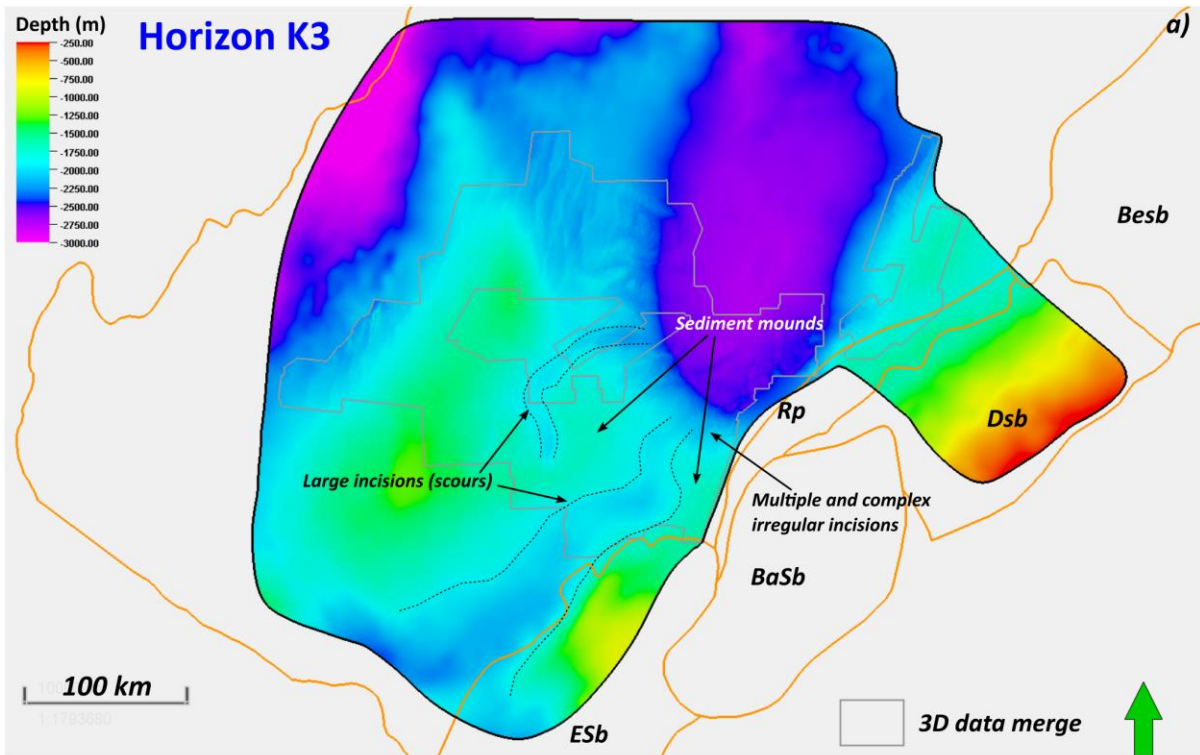 Depth (m)
-250.00
-500.00
-750.00
-1000.00
-1250.00
-1500.00
-1750.00
-2000.00
-2250.00
-2500.00
-2750.00
-3000.00
Horizon K3
a)
Besb
Sediment mounds
Rp
Dsb
Large incisions (scours)
Multiple and complex
irregular incisions
BaSb
100 km
1:1793680
ESb
3D data merge